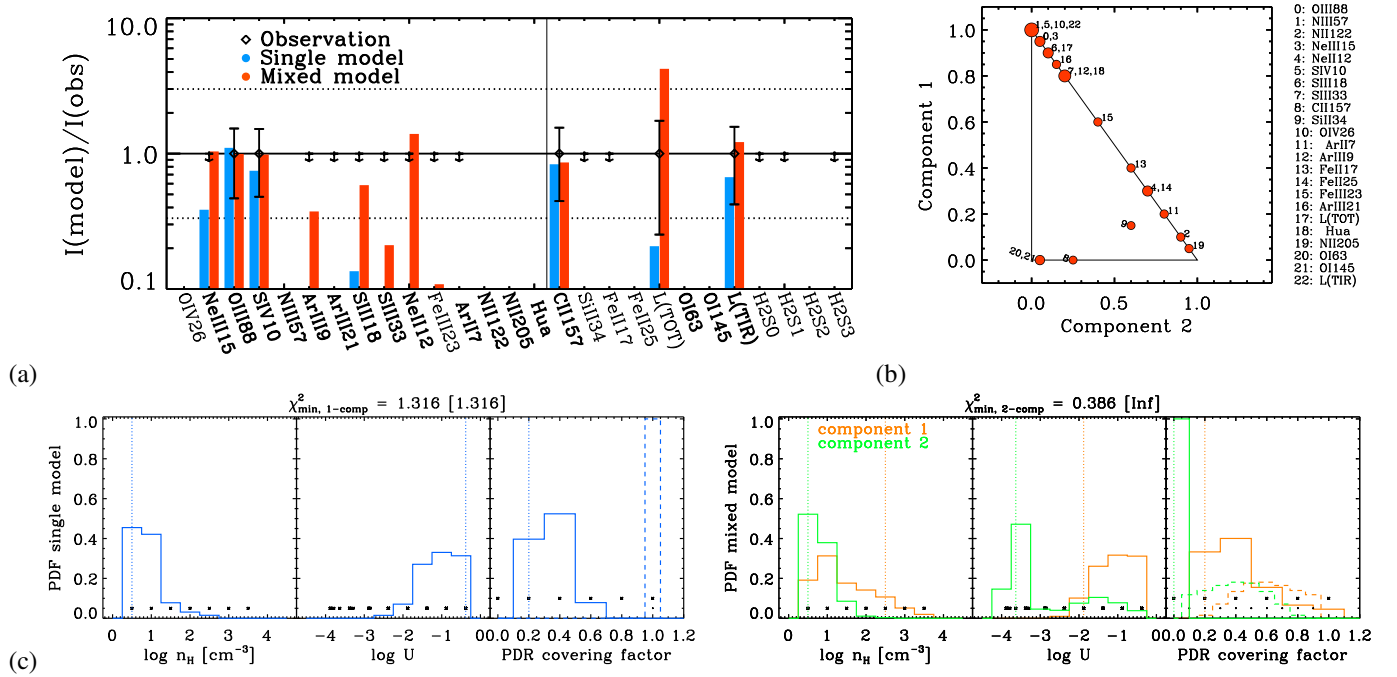 10.0
1.0
0.1
I(model)/I(obs)
Observation
Single model
Mixed model
OIV26
NeIII15
OIII88
SIV10
NIII57
ArIII9
ArIII21
SIII18
SIII33
NeII12
FeIII23
ArII7
NII122
NII205
Hua
CII157
SiII34
FeII17
FeII25
L(TOT)
OI63
OI145
L(TIR)
H2S0
H2S1
H2S2
H2S3
(a)
Component 1
1.0
0.8
0.6
0.4
0.2
0.0
1,5,10,22
0,3
6,17
16
7,12,18
15
13
4,14
11
9
2
19
20,21
8
0.0 0.5 1.0
Component 2
0: OIII88
1: NIII57
2: NII122
3: NeIII15
4: NeII12
5: SIV10
6: SIII18
7: SIII33
8: CII157
9: SiII34
10: OIV26
11: ArII7
12: ArIII9
13: FeII17
14: FeII25
15: FeIII23
16: ArIII21
17: L(TOT)
18: Hua
19: NII205
20: OI63
21: OI145
22: L(TIR)
(b)
χ²min, 1-comp = 1.316 [1.316]
PDF single model
1.0
0.8
0.6
0.4
0.2
0.0
0 1 2 3 4
log nH [cm⁻³]
−4 −3 −2 −1 0
log U
0.0 0.2 0.4 0.6 0.8 1.0 1.2
PDR covering factor
χ²min, 2-comp = 0.386 [Inf]
PDF mixed model
1.0
0.8
0.6
0.4
0.2
0.0
component 1
component 2
0 1 2 3 4
log nH [cm⁻³]
−4 −3 −2 −1 0
log U
0.0 0.2 0.4 0.6 0.8 1.0 1.2
PDR covering factor
(c)